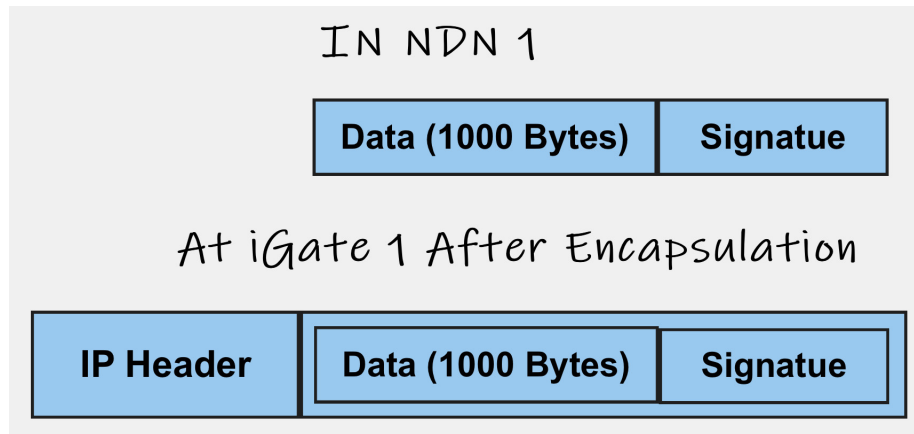 IN NDN 1
Data (1000 Bytes) Signatue
At iGate 1 After Encapsulation
IP Header Data (1000 Bytes) Signatue